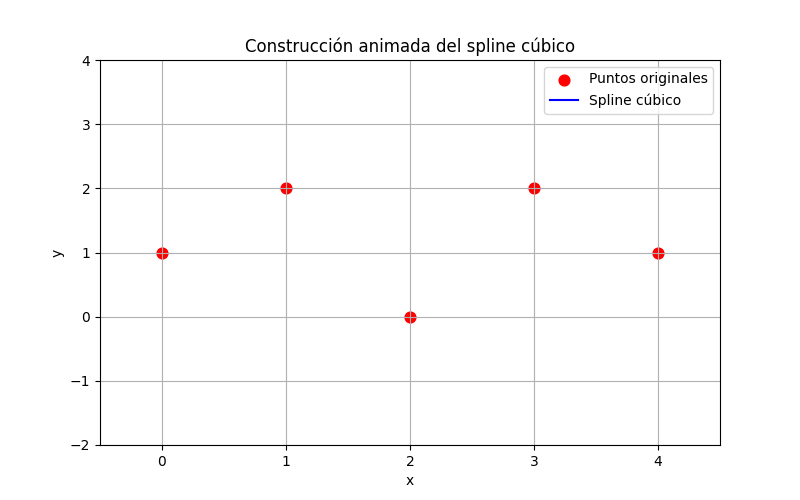 Construcción animada del spline cúbico
Puntos originales
Spline cúbico
4
3
2
1
0
−1
−2
y
0 1 2 3 4
x